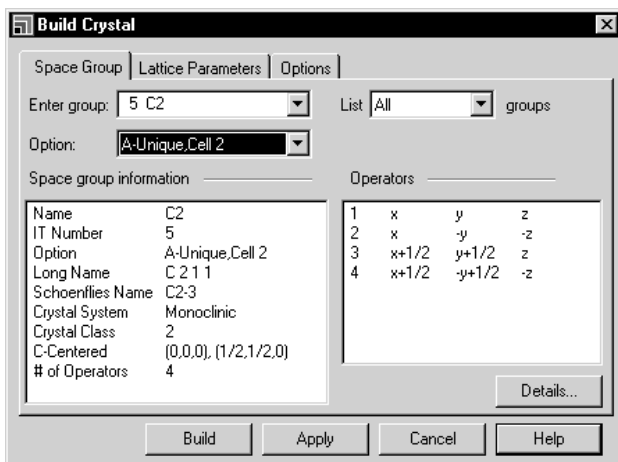 Build Crystal
Space Group Lattice Parameters Options
Enter group: 5 C2 List All groups
Option: A-Unique,Cell 2
Space group information Operators
Name C2
IT Number 5
Option A-Unique,Cell 2
Long Name C 2 1 1
Schoenflies Name C2-3
Crystal System Monoclinic
Crystal Class 2
C-Centered (0,0,0), (1/2,1/2,0)
# of Operators 4
1 x y z
2 x -y -z
3 x+1/2 y+1/2 z
4 x+1/2 -y+1/2 -z
Details...
Build Apply Cancel Help